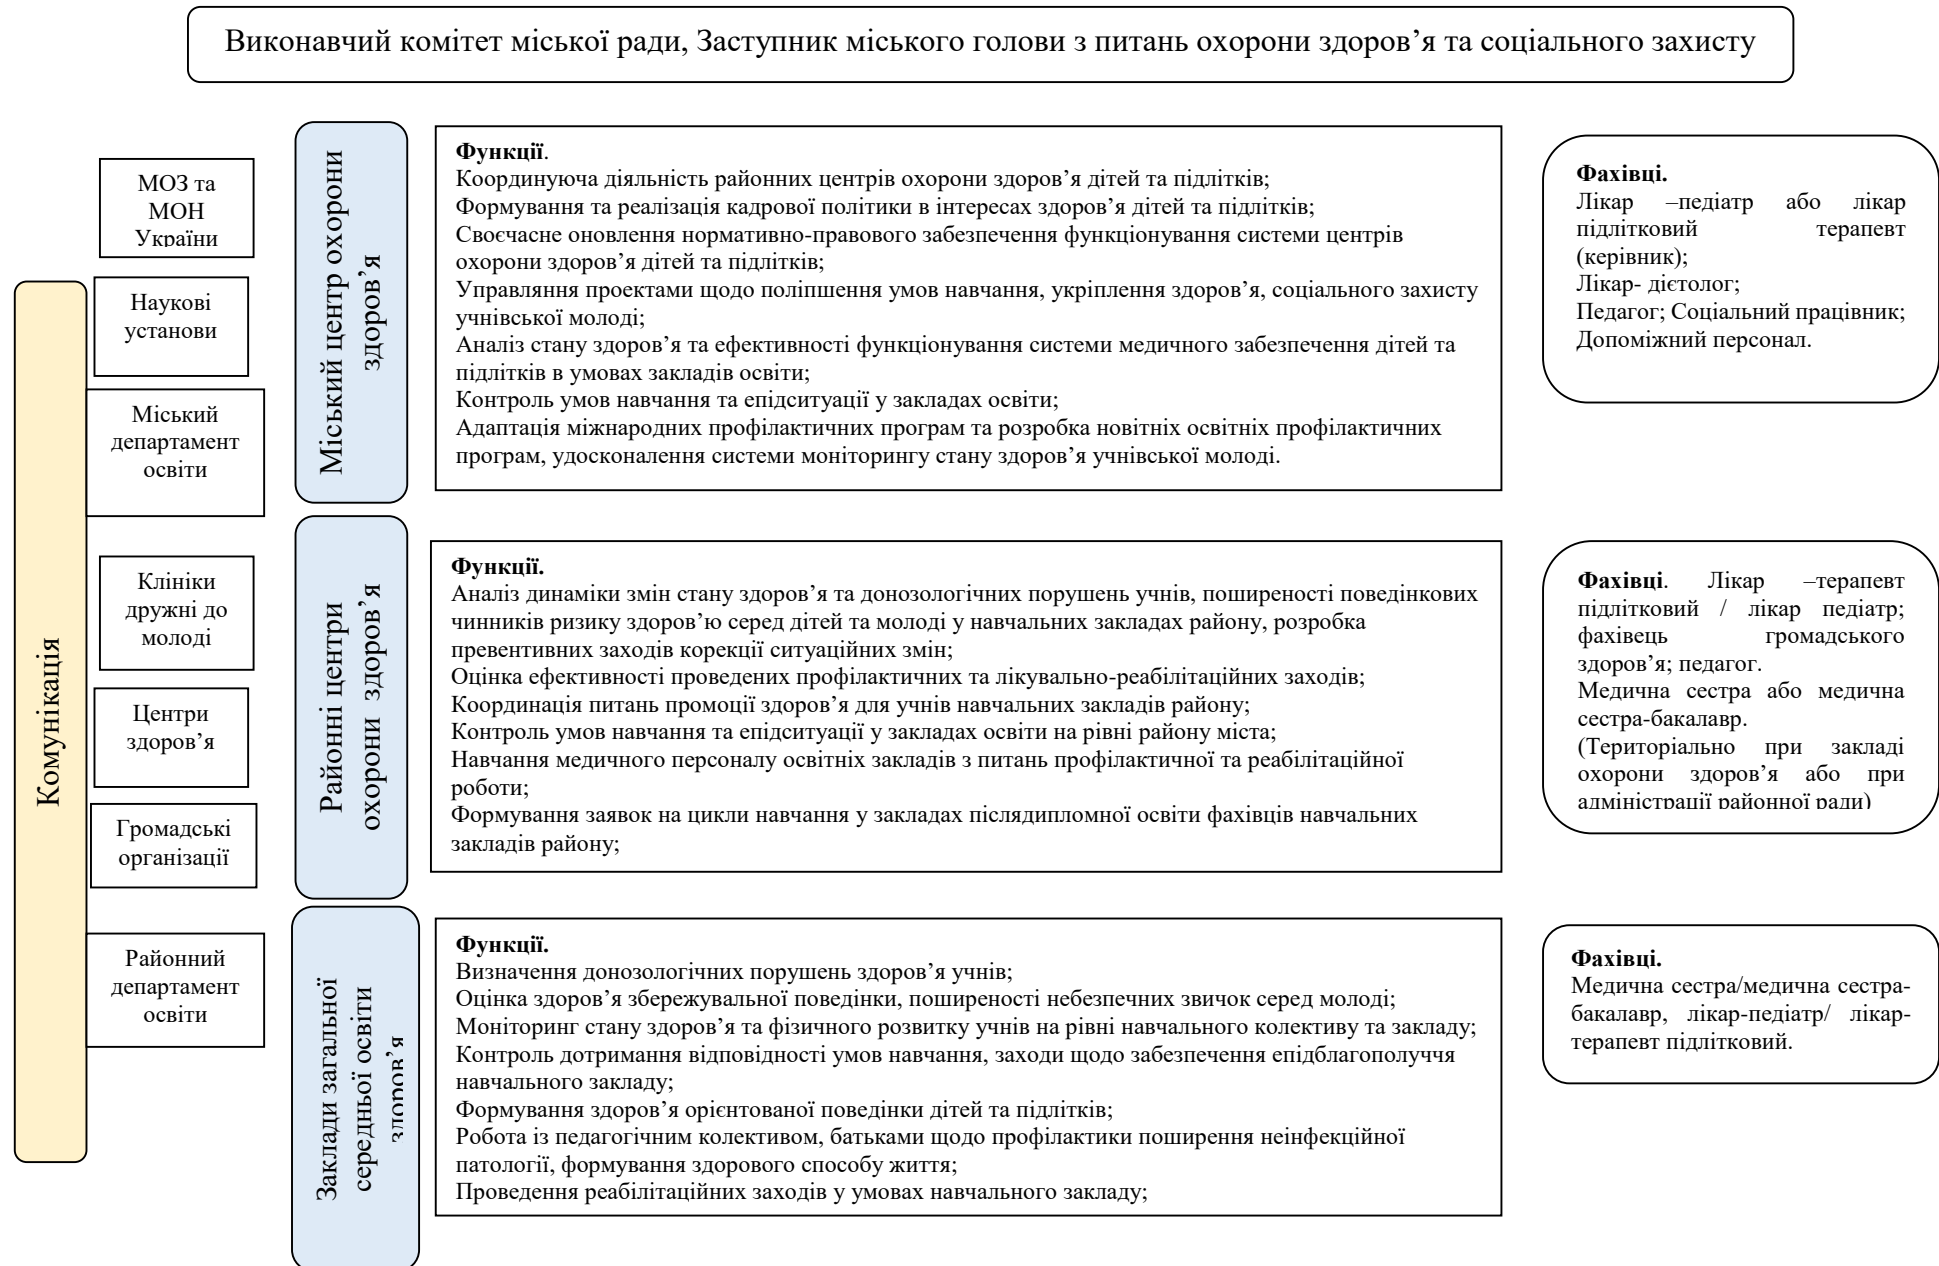 Виконавчий комітет міської ради, Заступник міського голови з питань охорони здоров’я та соціального захисту
Комунікація
МОЗ та
МОН
України
Наукові
установи
Міський
департамент
освіти
Клініки
дружні до
молоді
Центри
здоров’я
Громадські
організації
Районний
департамент
освіти
Міський центр охорони
здоров’я
Функції.
Координуюча діяльність районних центрів охорони здоров’я дітей та підлітків;
Формування та реалізація кадрової політики в інтересах здоров’я дітей та підлітків;
Своєчасне оновлення нормативно-правового забезпечення функціонування системи центрів
охорони здоров’я дітей та підлітків;
Управляння проектами щодо поліпшення умов навчання, укріплення здоров’я, соціального захисту
учнівської молоді;
Аналіз стану здоров’я та ефективності функціонування системи медичного забезпечення дітей та
підлітків в умовах закладів освіти;
Контроль умов навчання та епідситуації у закладах освіти;
Адаптація міжнародних профілактичних програм та розробка новітніх освітніх профілактичних
програм, удосконалення системи моніторингу стану здоров’я учнівської молоді.
Фахівці.
Лікар –педіатр або лікар
підлітковий терапевт
(керівник);
Лікар- дієтолог;
Педагог; Соціальний працівник;
Допоміжний персонал.
Районні центри
охорони здоров’я
Функції.
Аналіз динаміки змін стану здоров’я та донозологічних порушень учнів, поширеності поведінкових
чинників ризику здоров’ю серед дітей та молоді у навчальних закладах району, розробка
превентивних заходів корекції ситуаційних змін;
Оцінка ефективності проведених профілактичних та лікувально-реабілітаційних заходів;
Координація питань промоції здоров’я для учнів навчальних закладів району;
Контроль умов навчання та епідситуації у закладах освіти на рівні району міста;
Навчання медичного персоналу освітніх закладів з питань профілактичної та реабілітаційної
роботи;
Формування заявок на цикли навчання у закладах післядипломної освіти фахівців навчальних
закладів району;
Фахівці. Лікар –терапевт
підлітковий / лікар педіатр;
фахівець громадського
здоров’я; педагог.
Медична сестра або медична
сестра-бакалавр.
(Територіально при закладі
охорони здоров’я або при
адміністрації районної ради)
Заклади загальної
середньої освіти
здоров’я
Функції.
Визначення донозологічних порушень здоров’я учнів;
Оцінка здоров’я збережувальної поведінки, поширеності небезпечних звичок серед молоді;
Моніторинг стану здоров’я та фізичного розвитку учнів на рівні навчального колективу та закладу;
Контроль дотримання відповідності умов навчання, заходи щодо забезпечення епідблагополуччя
навчального закладу;
Формування здоров’я орієнтованої поведінки дітей та підлітків;
Робота із педагогічним колективом, батьками щодо профілактики поширення неінфекційної
патології, формування здорового способу життя;
Проведення реабілітаційних заходів у умовах навчального закладу;
Фахівці.
Медична сестра/медична сестра-
бакалавр, лікар-педіатр/ лікар-
терапевт підлітковий.